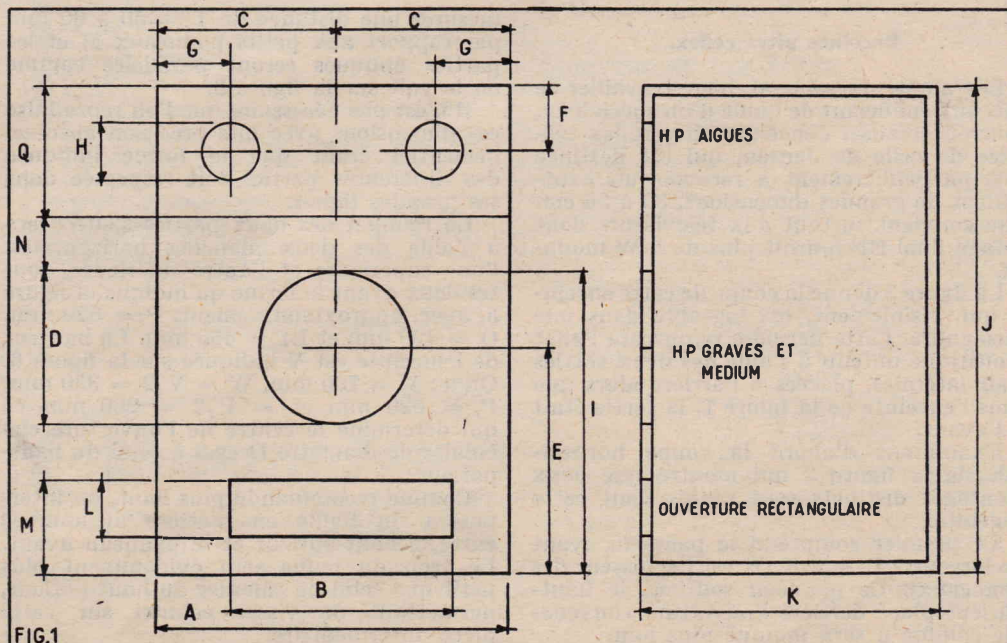 C C
G G
F
HP AIGUES
Q
H
N
J
D
HP GRAVES ET
MEDIUM
I
E
OUVERTURE RECTANGULAIRE
M
L
B
K
A
FIG.1